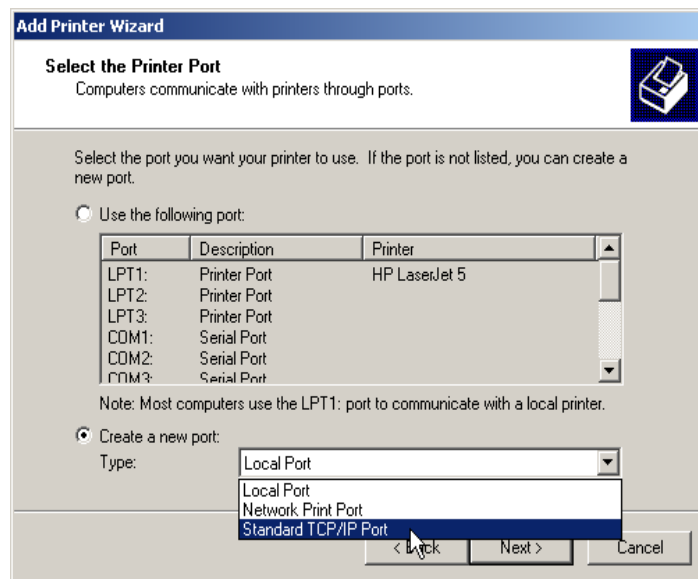 Add Printer Wizard
Select the Printer Port
Computers communicate with printers through ports.
Select the port you want your printer to use. If the port is not listed, you can create a
new port.
Use the following port:
Port Description Printer
LPT1: Printer Port HP LaserJet 5
LPT2: Printer Port
LPT3: Printer Port
COM1: Serial Port
COM2: Serial Port
COM3: Serial Port
Note: Most computers use the LPT1: port to communicate with a local printer.
Create a new port:
Type: Local Port
Local Port
Network Print Port
Standard TCP/IP Port
< Back Next > Cancel